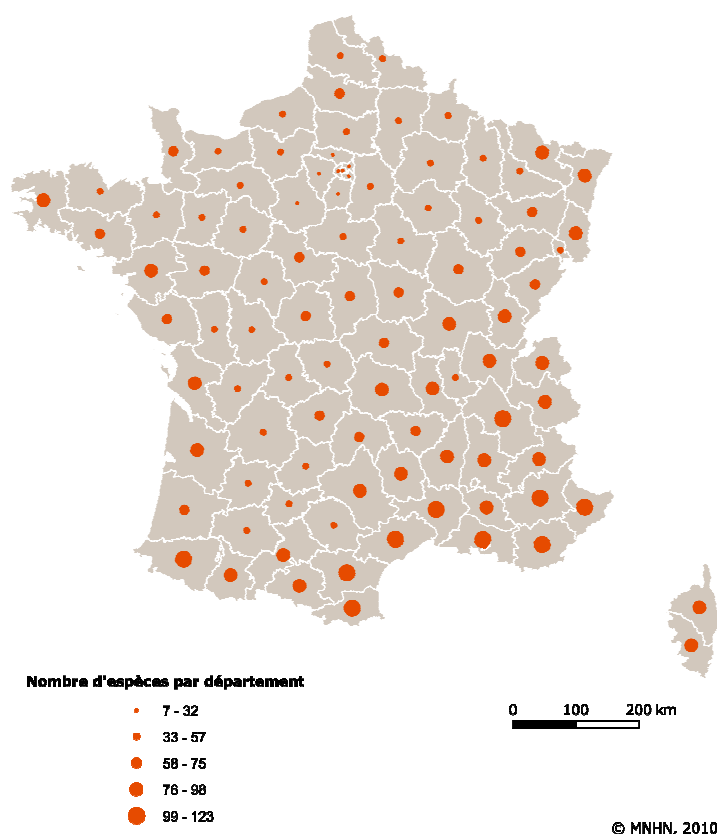 Nombre d'espèces par département
7 - 32
33 - 57
58 - 75
76 - 98
99 - 123
0 100 200 km
© MNHN, 2010